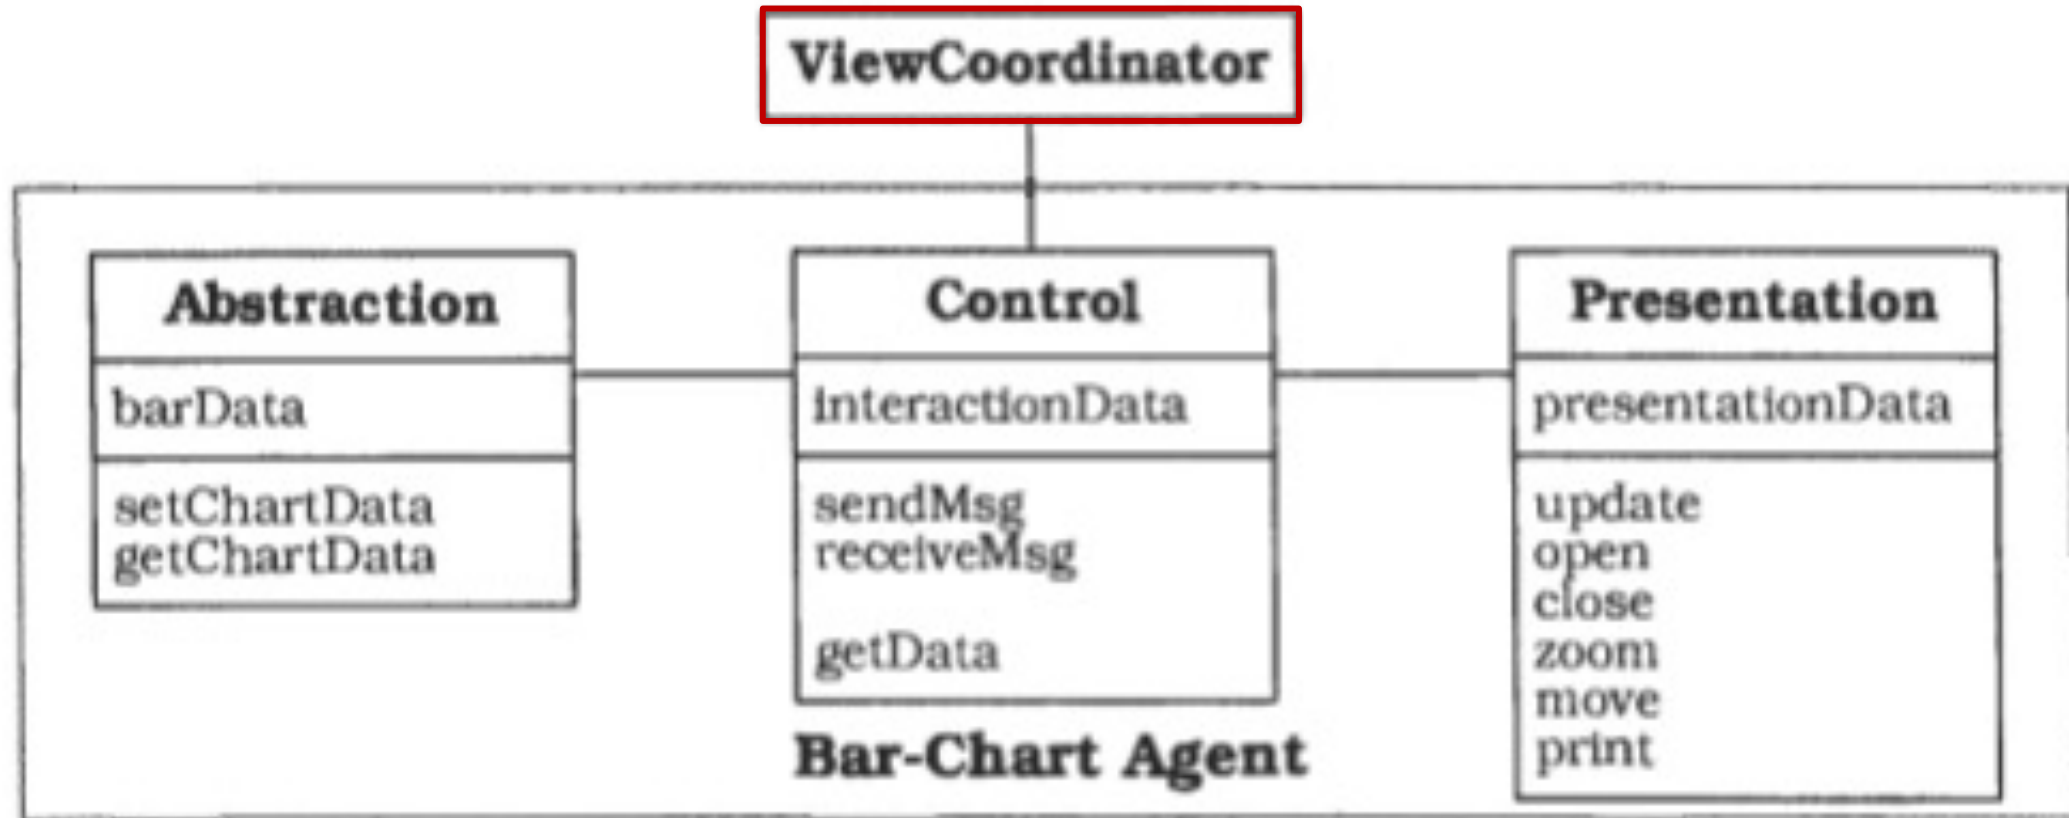 ViewCoordinator
Abstraction
barData
setChartData
getChartData
Control
interactionData
sendMsg
receiveMsg
getData
Presentation
presentationData
update
open
close
zoom
move
print
Bar-Chart Agent